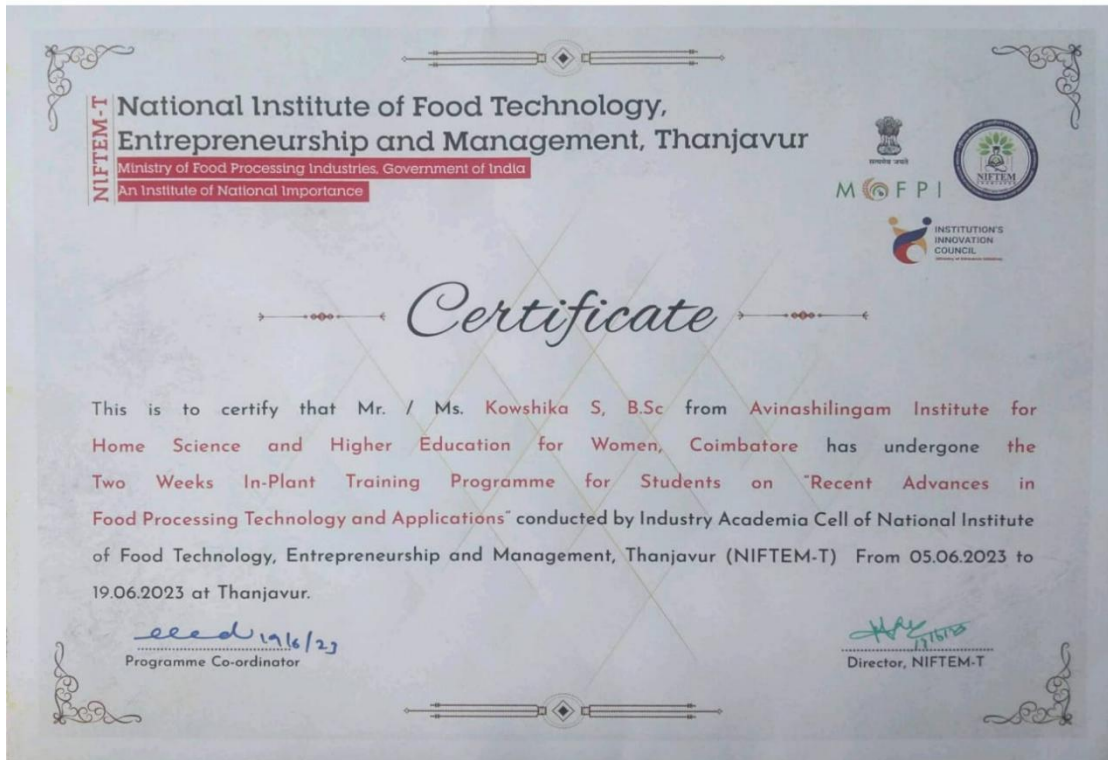 NIFTEM-T
National Institute of Food Technology,
Entrepreneurship and Management, Thanjavur
Ministry of Food Processing Industries, Government of India
An Institute of National Importance
सत्यमेव जयते
MOFPI
NIFTEM
THANJAVUR
INSTITUTION'S
INNOVATION
COUNCIL
Certificate
This is to certify that Mr. / Ms. Kowshika S, B.Sc from Avinashilingam Institute for
Home Science and Higher Education for Women, Coimbatore has undergone the
Two Weeks In-Plant Training Programme for Students on "Recent Advances in
Food Processing Technology and Applications" conducted by Industry Academia Cell of National Institute
of Food Technology, Entrepreneurship and Management, Thanjavur (NIFTEM-T) From 05.06.2023 to
19.06.2023 at Thanjavur.
19/6/23
Programme Co-ordinator
Director, NIFTEM-T